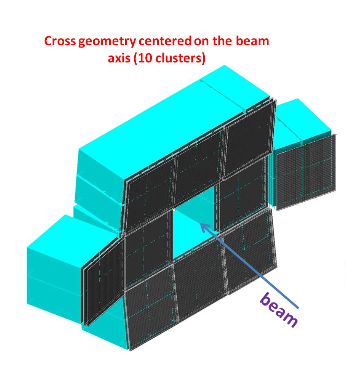 Cross geometry centered on the beam
axis (10 clusters)
beam